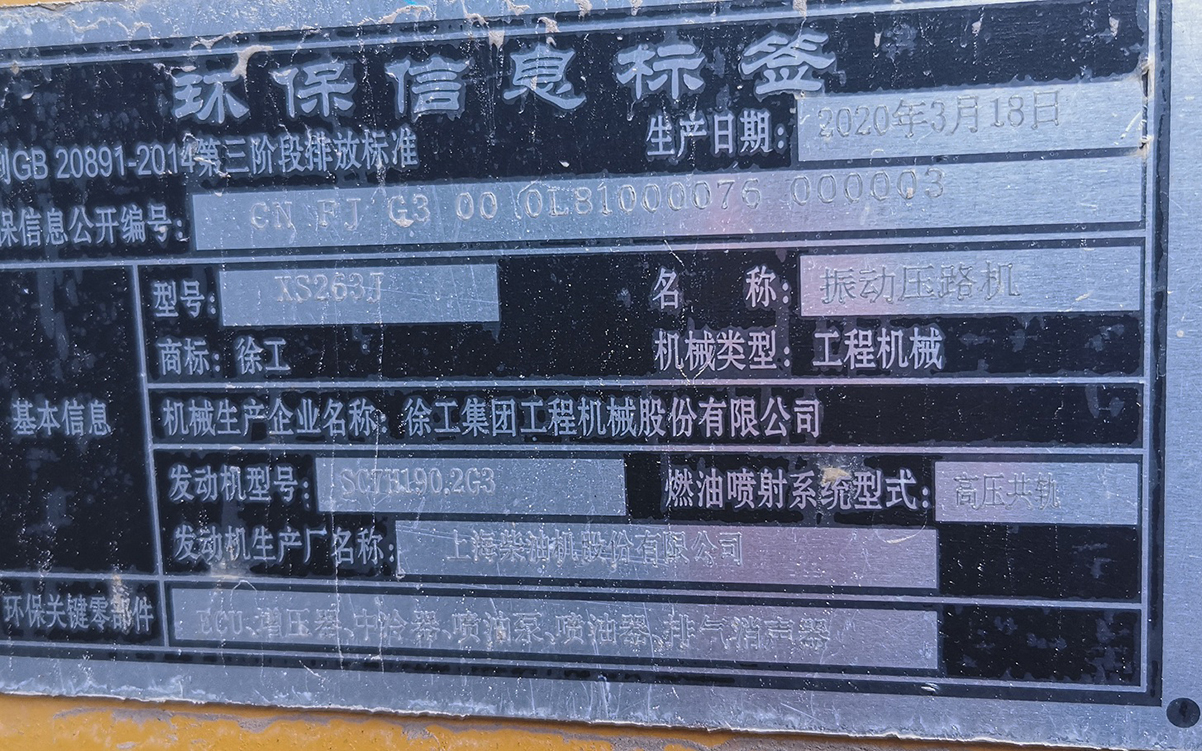 环保信息标签
生产日期: 2020年3月18日
GB 20891-2014第三阶段排放标准
保信息公开编号: CN FJ G3 00 0L81000076 000003
型号: XS263J 名 称: 振动压路机
商标: 徐工 机械类型: 工程机械
基本信息
机械生产企业名称: 徐工集团工程机械股份有限公司
发动机型号: SC7H190.2G3 燃油喷射系统型式: 高压共轨
发动机生产厂名称: 上海柴油机股份有限公司
环保关键零部件 ECU、增压器、中冷器、喷油泵、喷油器、排气消声器